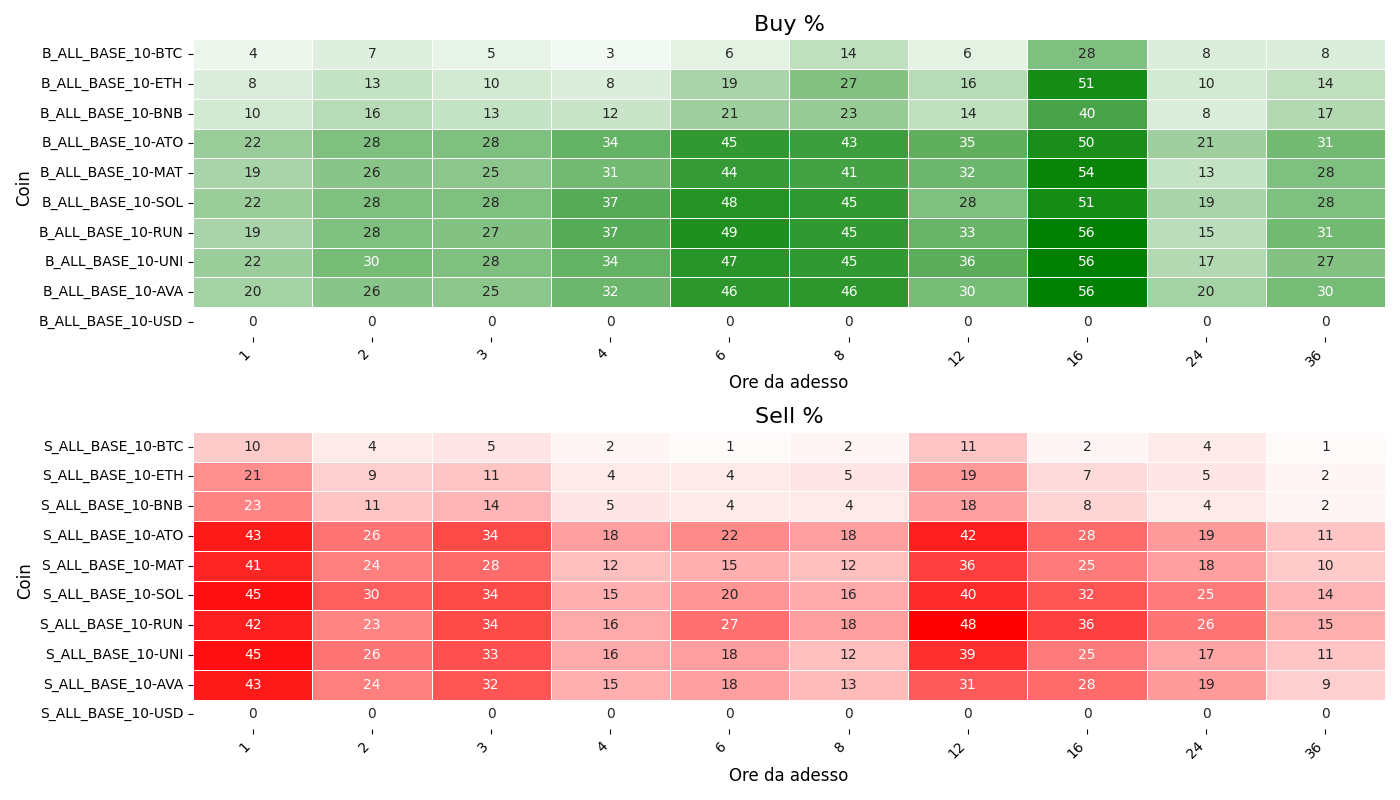 Buy %
Coin
B_ALL_BASE_10-BTC 4 7 5 3 6 14 6 28 8 8
B_ALL_BASE_10-ETH 8 13 10 8 19 27 16 51 10 14
B_ALL_BASE_10-BNB 10 16 13 12 21 23 14 40 8 17
B_ALL_BASE_10-ATO 22 28 28 34 45 43 35 50 21 31
B_ALL_BASE_10-MAT 19 26 25 31 44 41 32 54 13 28
B_ALL_BASE_10-SOL 22 28 28 37 48 45 28 51 19 28
B_ALL_BASE_10-RUN 19 28 27 37 49 45 33 56 15 31
B_ALL_BASE_10-UNI 22 30 28 34 47 45 36 56 17 27
B_ALL_BASE_10-AVA 20 26 25 32 46 46 30 56 20 30
B_ALL_BASE_10-USD 0 0 0 0 0 0 0 0 0 0
1 2 3 4 6 8 12 16 24 36
Ore da adesso
Sell %
Coin
S_ALL_BASE_10-BTC 10 4 5 2 1 2 11 2 4 1
S_ALL_BASE_10-ETH 21 9 11 4 4 5 19 7 5 2
S_ALL_BASE_10-BNB 23 11 14 5 4 4 18 8 4 2
S_ALL_BASE_10-ATO 43 26 34 18 22 18 42 28 19 11
S_ALL_BASE_10-MAT 41 24 28 12 15 12 36 25 18 10
S_ALL_BASE_10-SOL 45 30 34 15 20 16 40 32 25 14
S_ALL_BASE_10-RUN 42 23 34 16 27 18 48 36 26 15
S_ALL_BASE_10-UNI 45 26 33 16 18 12 39 25 17 11
S_ALL_BASE_10-AVA 43 24 32 15 18 13 31 28 19 9
S_ALL_BASE_10-USD 0 0 0 0 0 0 0 0 0 0
1 2 3 4 6 8 12 16 24 36
Ore da adesso